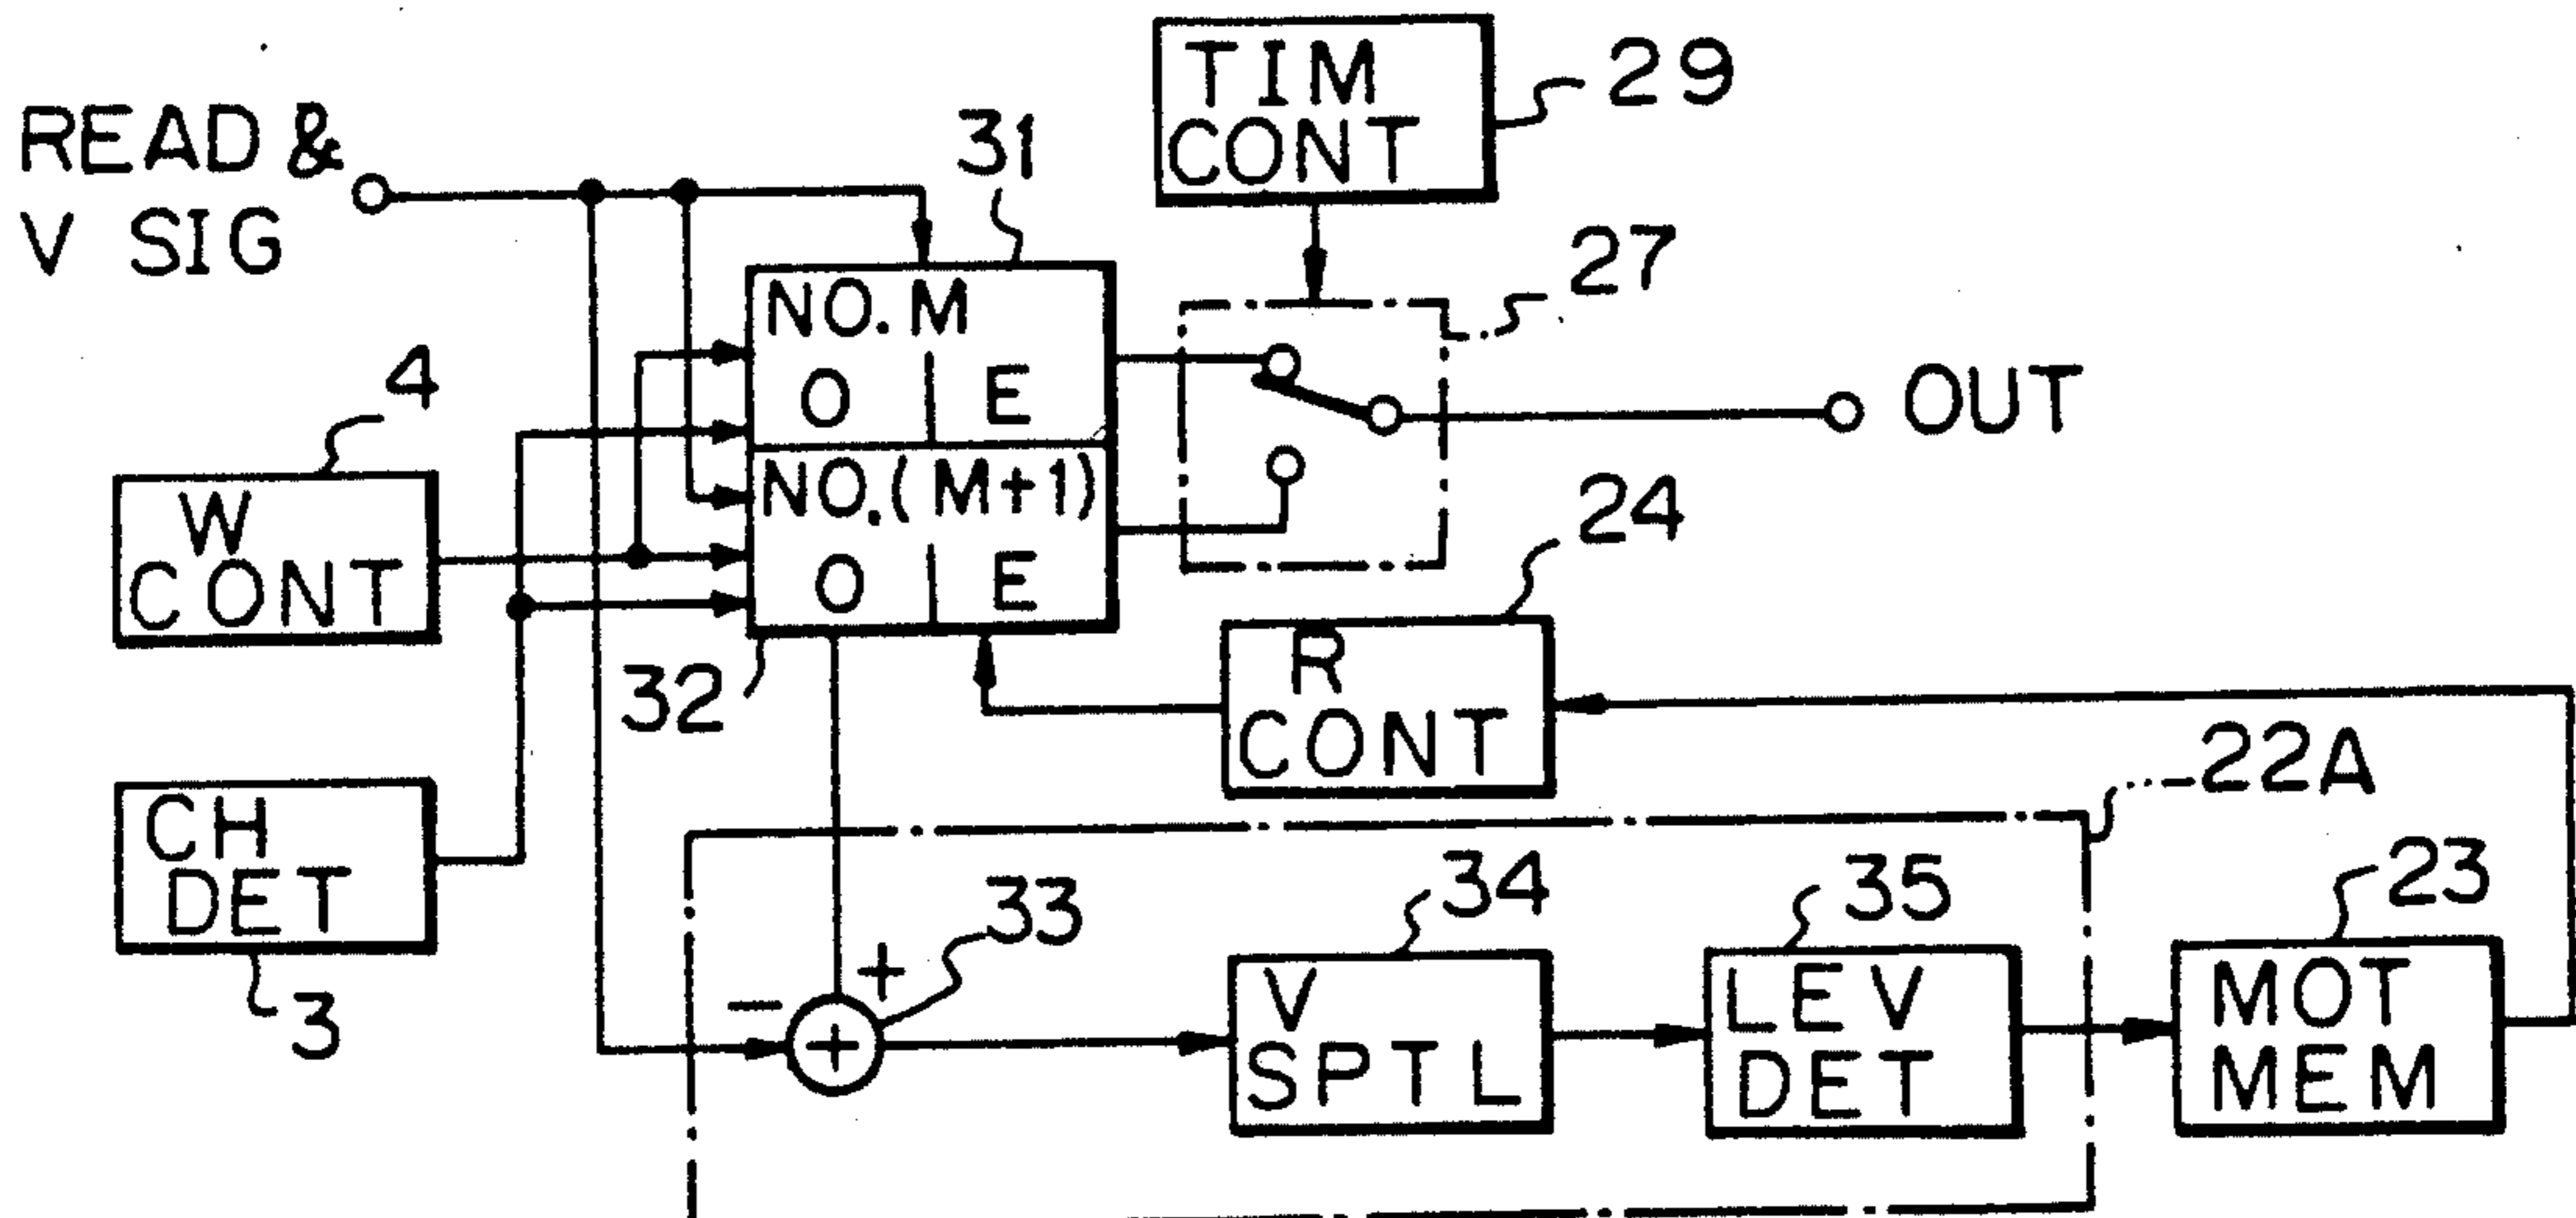 READ &
V SIG
31
TIM
CONT
29
27
NO. M
O | E
NO. (M+1)
O | E
OUT
4
W
CONT
32
24
R
CONT
22A
CH
DET
3
33
+
−
+
34
V
SPTL
35
LEV
DET
23
MOT
MEM